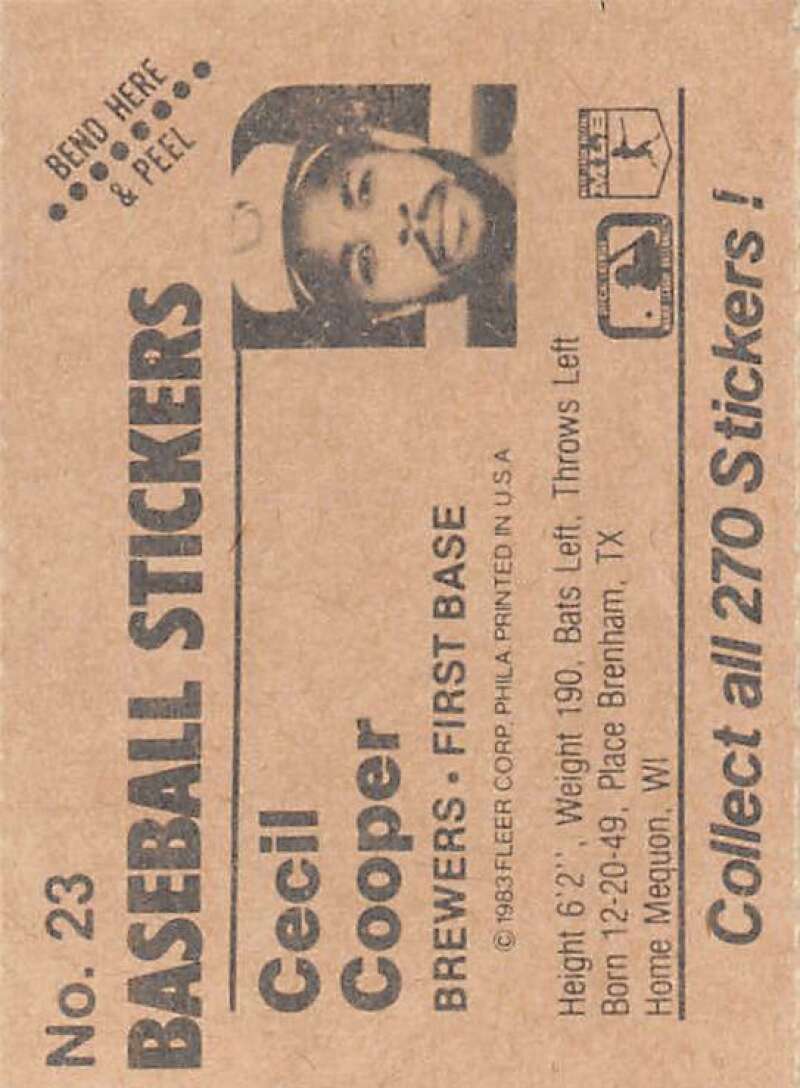 No. 23
BEND HERE
& PEEL
BASEBALL STICKERS
Cecil
Cooper
BREWERS • FIRST BASE
© 1983 FLEER CORP. PHILA. PRINTED IN U.S.A
Height 6'2'', Weight 190, Bats Left, Throws Left
Born 12-20-49, Place Brenham, TX
Home Mequon, WI
Collect all 270 Stickers!